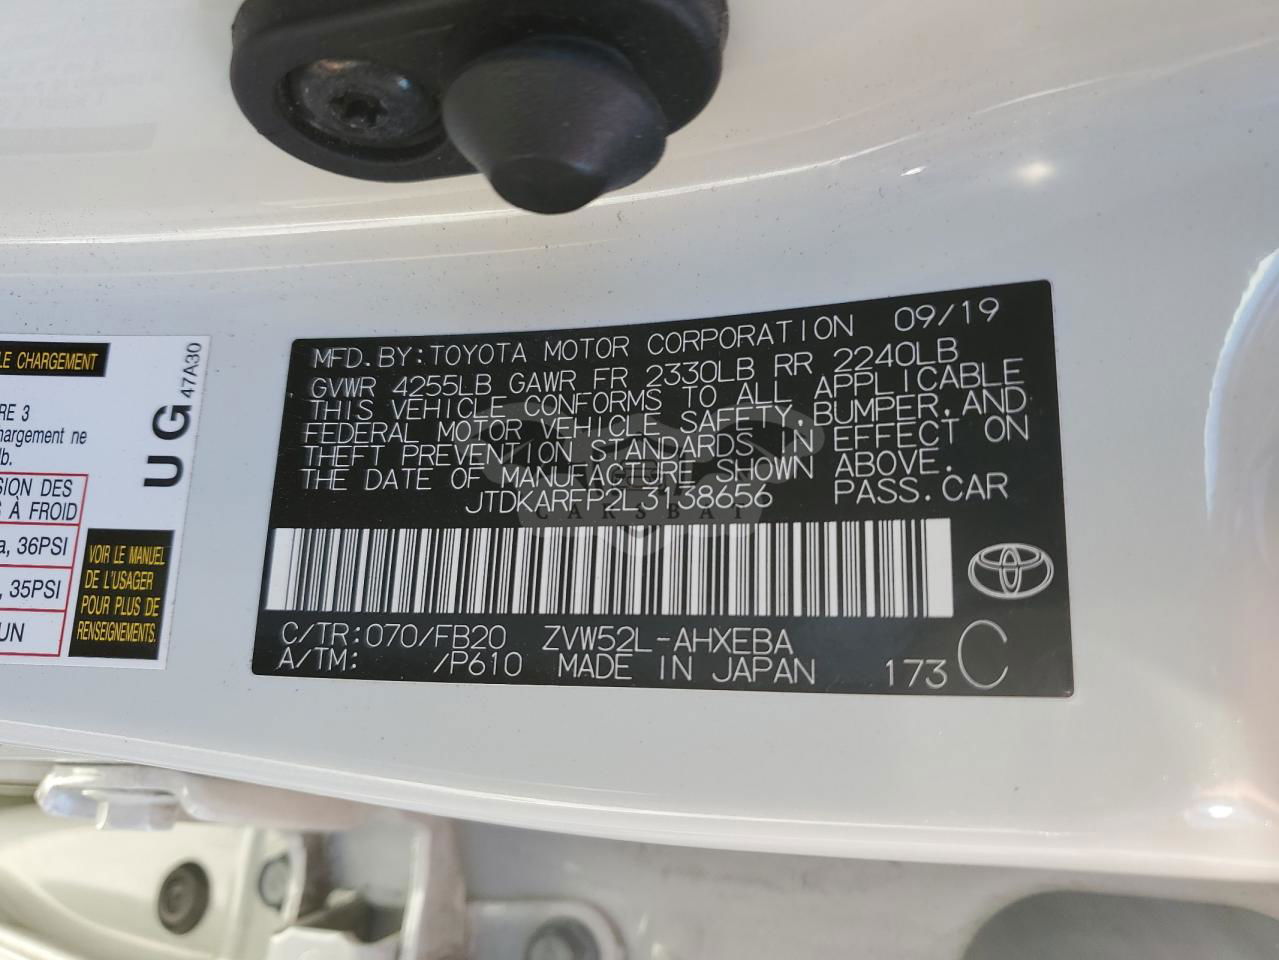 LE CHARGEMENT
RE 3
hargement ne
lb.
SION DES
S À FROID
a, 36PSI
, 35PSI
UN
47A30
UG
VOIR LE MANUEL
DE L'USAGER
POUR PLUS DE
RENSEIGNEMENTS.
MFD.BY:TOYOTA MOTOR CORPORATION 09/19
GVWR 4255LB GAWR FR 2330LB RR 2240LB
THIS VEHICLE CONFORMS TO ALL APPLICABLE
FEDERAL MOTOR VEHICLE SAFETY,BUMPER,AND
THEFT PREVENTION STANDARDS IN EFFECT ON
THE DATE OF MANUFACTURE SHOWN ABOVE.
JTDKARFP2L3138656 PASS.CAR
CARSBAT
C/TR:070/FB20 ZVW52L-AHXEBA
A/TM: /P610 MADE IN JAPAN 173 C